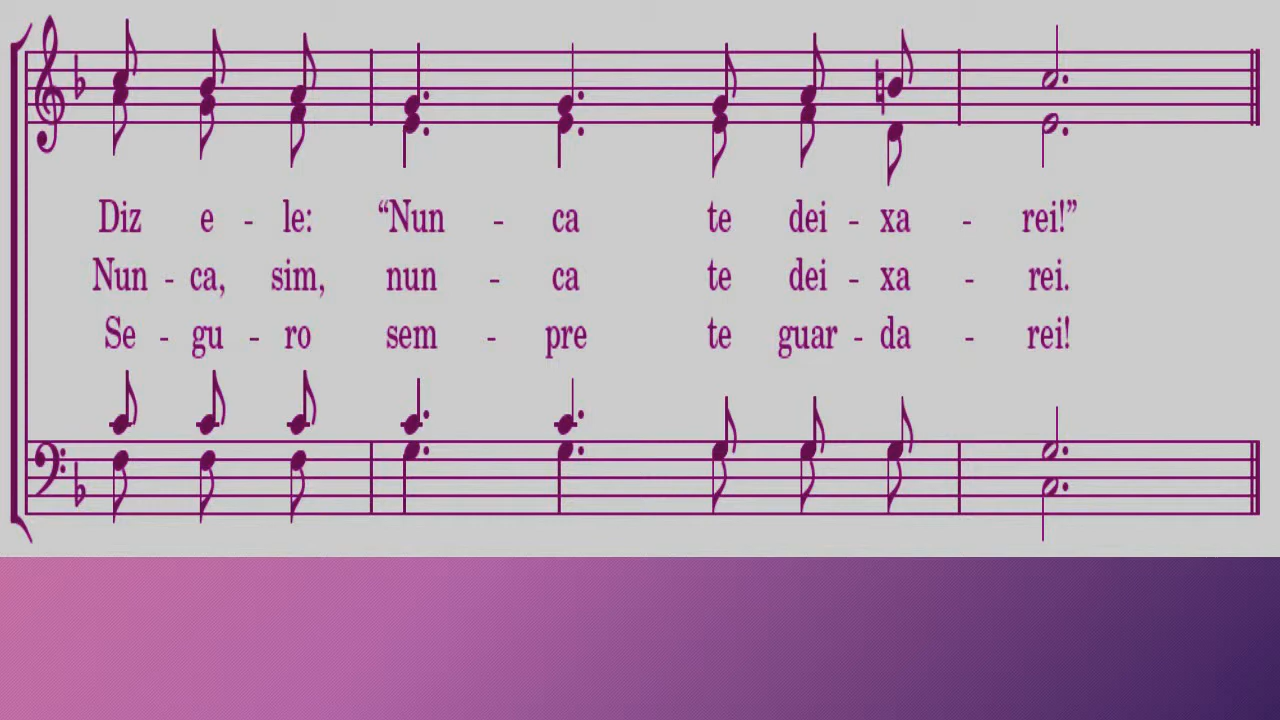 Diz e - le: “Nun - ca te dei - xa - rei!”
Nun - ca, sim, nun - ca te dei - xa - rei.
Se - gu - ro sem - pre te guar - da - rei!